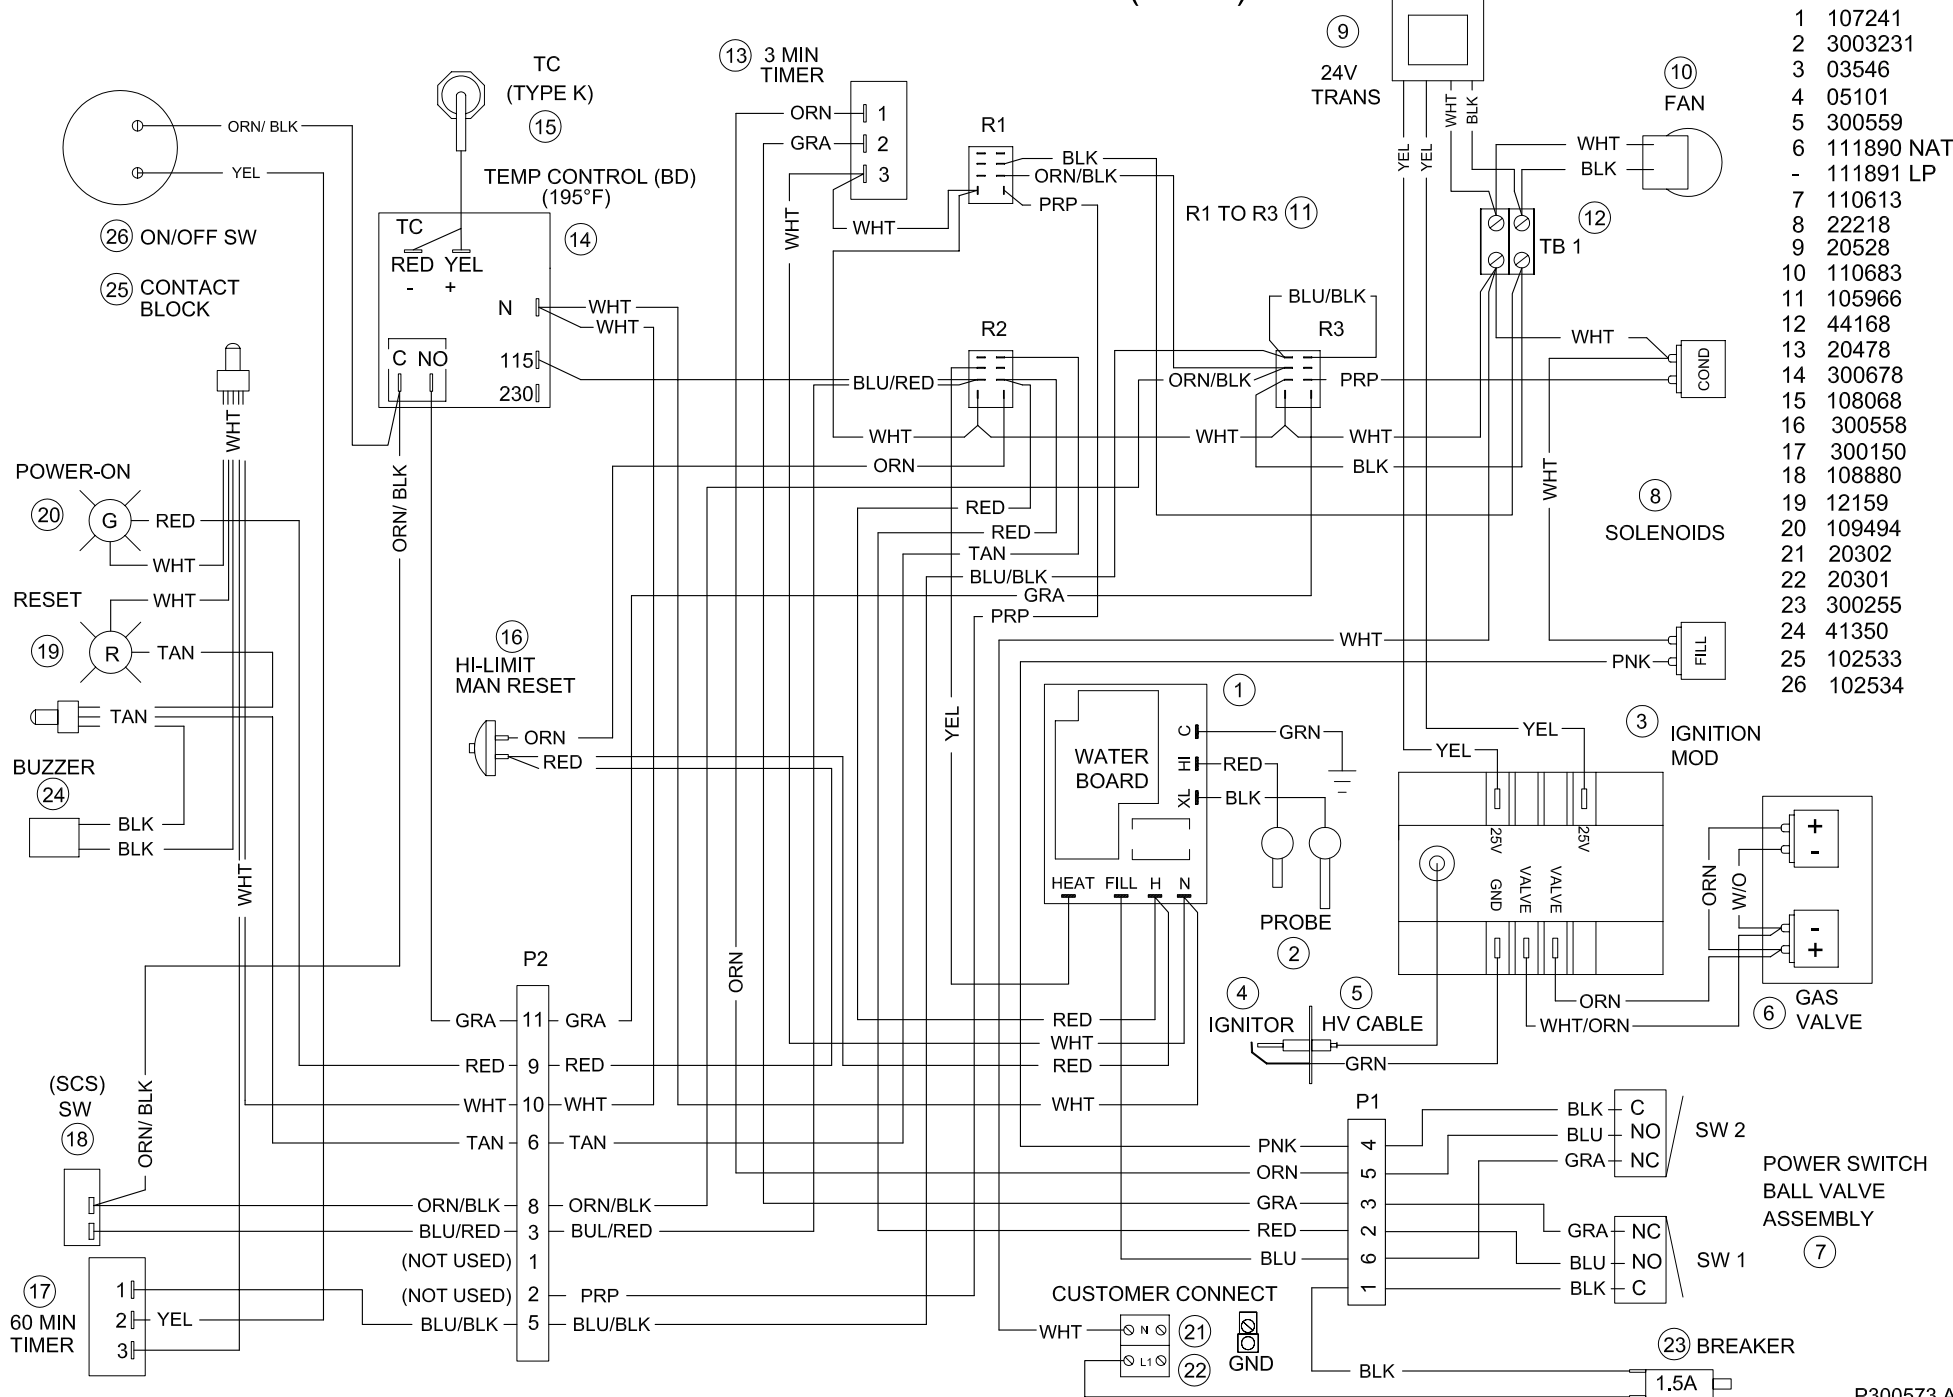 13 3 MIN
TIMER
ORN 1
GRA 2
3
WHT
WHT
TC
(TYPE K)
15
ORN/ BLK
YEL
26 ON/OFF SW
25 CONTACT
BLOCK
TEMP CONTROL (BD)
(195°F)
14
TC
RED YEL
- +
N
WHT
WHT
C NO
115
230
R1
BLK
ORN/BLK
PRP
R1 TO R3 11
9
24V
TRANS
YEL
YEL
WHT
BLK
10
FAN
WHT
BLK
12
TB 1
BLU/BLK
R3
R2
BLU/RED
ORN/BLK
PRP
WHT
COND
WHT
WHT
WHT
ORN
BLK
WHT
8
SOLENOIDS
WHT
POWER-ON
20 G RED
WHT
RESET
WHT
19 R TAN
TAN
BUZZER
24
BLK
BLK
WHT
ORN/ BLK
RED
RED
TAN
BLU/BLK
GRA
PRP
WHT
PNK
FILL
16
HI-LIMIT
MAN RESET
ORN
RED
YEL
1
WATER
BOARD
C
HI
XL
GRN
RED
BLK
HEAT FILL H N
PROBE
2
YEL
YEL
3 IGNITION
MOD
25V
25V
GND
VALVE
VALVE
ORN
W/O
+
-
-
+
GAS
VALVE
6
ORN
WHT/ORN
4
IGNITOR
5
HV CABLE
GRN
ORN
RED
WHT
RED
WHT
P2
GRA 11 GRA
RED 9 RED
WHT 10 WHT
TAN 6 TAN
ORN/BLK 8 ORN/BLK
BLU/RED 3 BUL/RED
(NOT USED) 1
(NOT USED) 2 PRP
BLU/BLK 5 BLU/BLK
(SCS)
SW
18
ORN/ BLK
17
60 MIN
TIMER
1
2 YEL
3
P1
PNK 4
ORN 5
GRA 3
RED 2
BLU 6
1
BLK C
BLU NO
GRA NC
SW 2
GRA NC
BLU NO
BLK C
SW 1
POWER SWITCH
BALL VALVE
ASSEMBLY
7
CUSTOMER CONNECT
WHT N 21
L1 22
GND
BLK
23 BREAKER
1.5A
1 107241
2 3003231
3 03546
4 05101
5 300559
6 111890 NAT
- 111891 LP
7 110613
8 22218
9 20528
10 110683
11 105966
12 44168
13 20478
14 300678
15 108068
16 300558
17 300150
18 108880
19 12159
20 109494
21 20302
22 20301
23 300255
24 41350
25 102533
26 102534